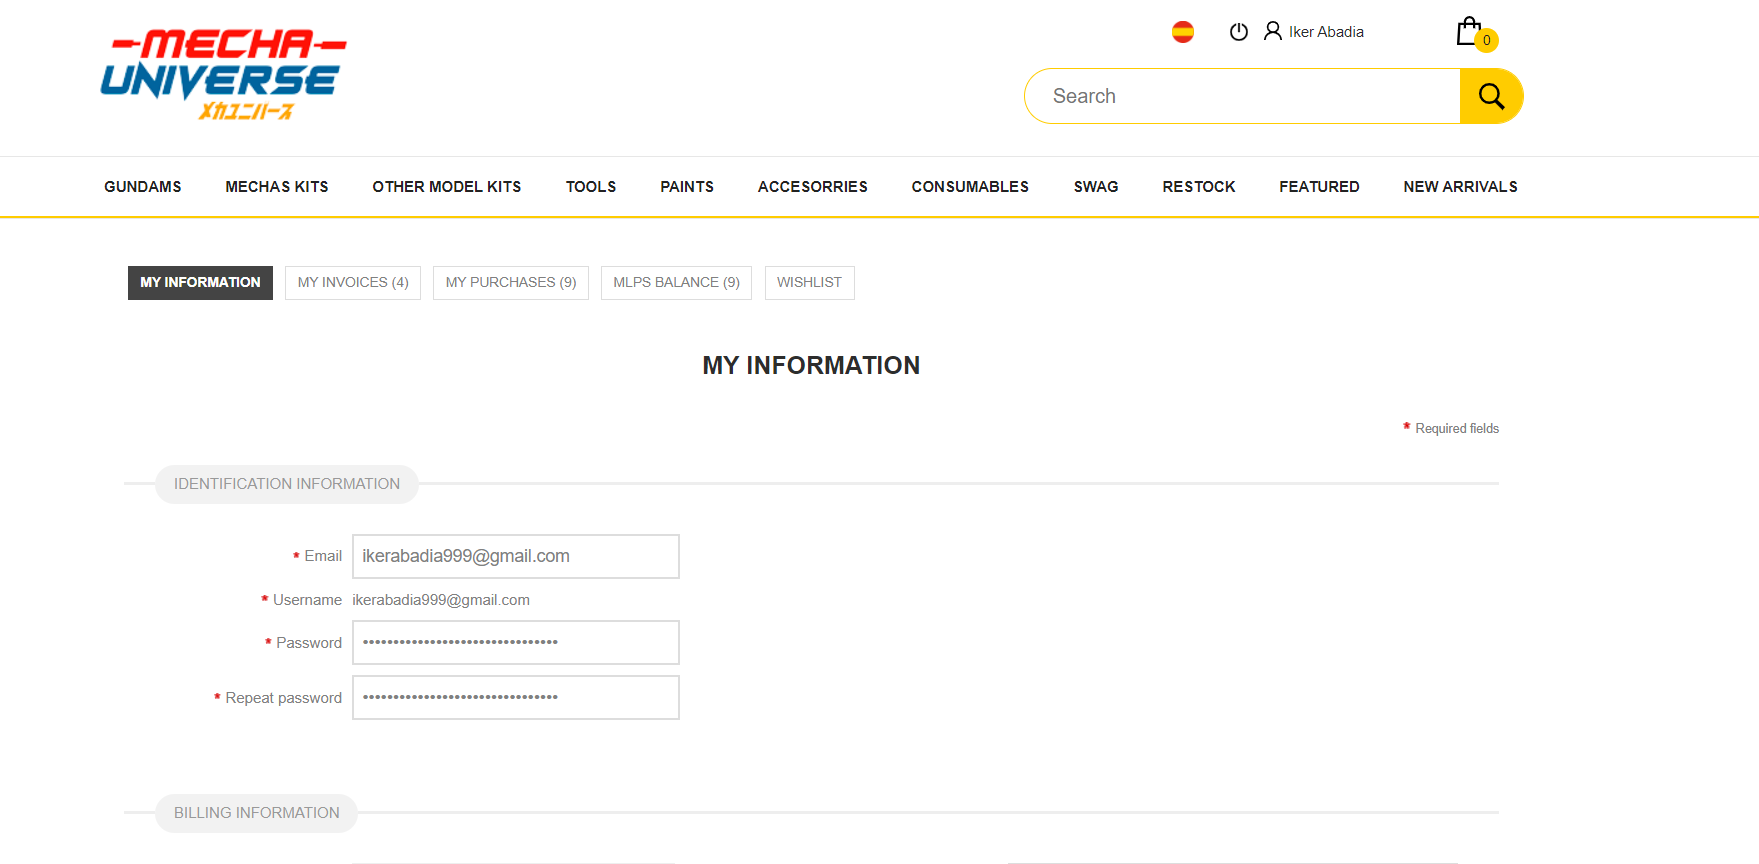 MECHA
UNIVERSE
メカユニバース
Iker Abadia
0
Search
GUNDAMS MECHAS KITS OTHER MODEL KITS TOOLS PAINTS ACCESORRIES CONSUMABLES SWAG RESTOCK FEATURED NEW ARRIVALS
MY INFORMATION MY INVOICES (4) MY PURCHASES (9) MLPS BALANCE (9) WISHLIST
MY INFORMATION
* Required fields
IDENTIFICATION INFORMATION
* Email ikerabadia999@gmail.com
* Username ikerabadia999@gmail.com
* Password ••••••••••••••••••••••••••••••••
* Repeat password ••••••••••••••••••••••••••••••••
BILLING INFORMATION